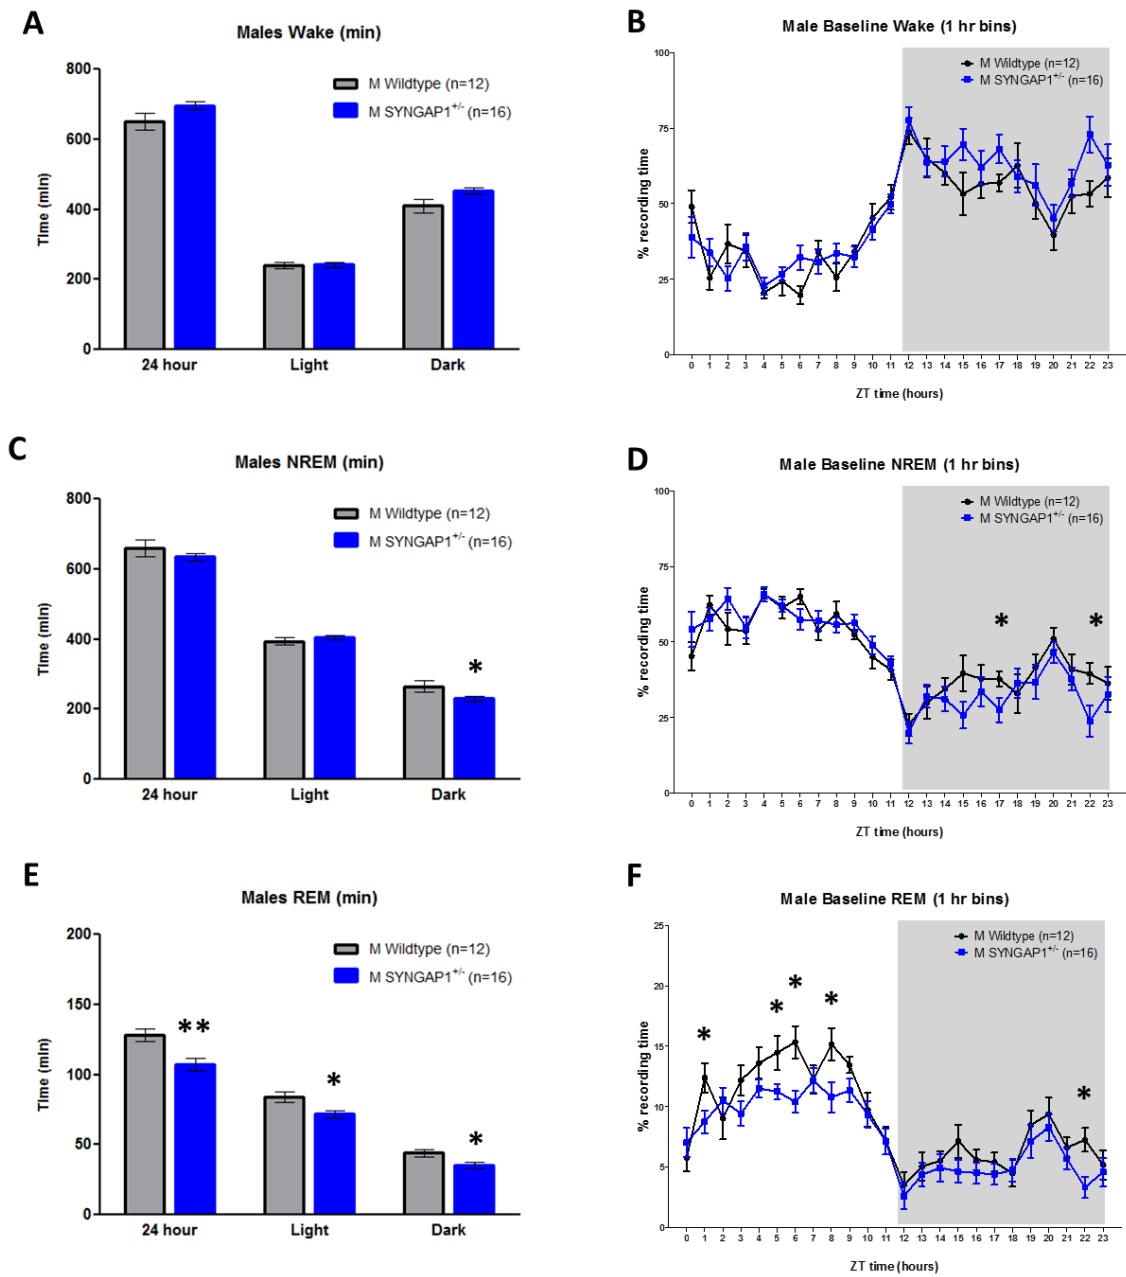 A
Males Wake (min)
800
600
400
200
0
Time (min)
M Wildtype (n=12)
M SYNGAP1+/- (n=16)
24 hour Light Dark
B
Male Baseline Wake (1 hr bins)
100
75
50
25
0
% recording time
M Wildtype (n=12)
M SYNGAP1+/- (n=16)
0 1 2 3 4 5 6 7 8 9 10 11 12 13 14 15 16 17 18 19 20 21 22 23
ZT time (hours)
C
Males NREM (min)
800
600
400
200
0
Time (min)
M Wildtype (n=12)
M SYNGAP1+/- (n=16)
*
24 hour Light Dark
D
Male Baseline NREM (1 hr bins)
100
75
50
25
0
% recording time
M Wildtype (n=12)
M SYNGAP1+/- (n=16)
* *
0 1 2 3 4 5 6 7 8 9 10 11 12 13 14 15 16 17 18 19 20 21 22 23
ZT time (hours)
E
Males REM (min)
200
150
100
50
0
Time (min)
M Wildtype (n=12)
M SYNGAP1+/- (n=16)
** * *
24 hour Light Dark
F
Male Baseline REM (1 hr bins)
25
20
15
10
5
0
% recording time
M Wildtype (n=12)
M SYNGAP1+/- (n=16)
* * * * *
0 1 2 3 4 5 6 7 8 9 10 11 12 13 14 15 16 17 18 19 20 21 22 23
ZT time (hours)